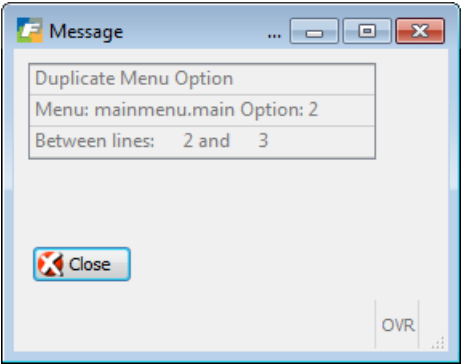 Message ...
Duplicate Menu Option
Menu: mainmenu.main Option: 2
Between lines: 2 and 3
Close
OVR